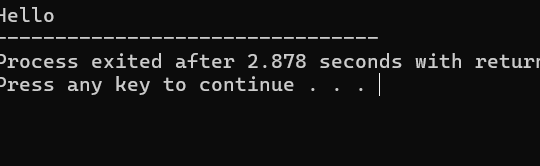 Hello
--------------------------------
Process exited after 2.878 seconds with return
Press any key to continue . . .